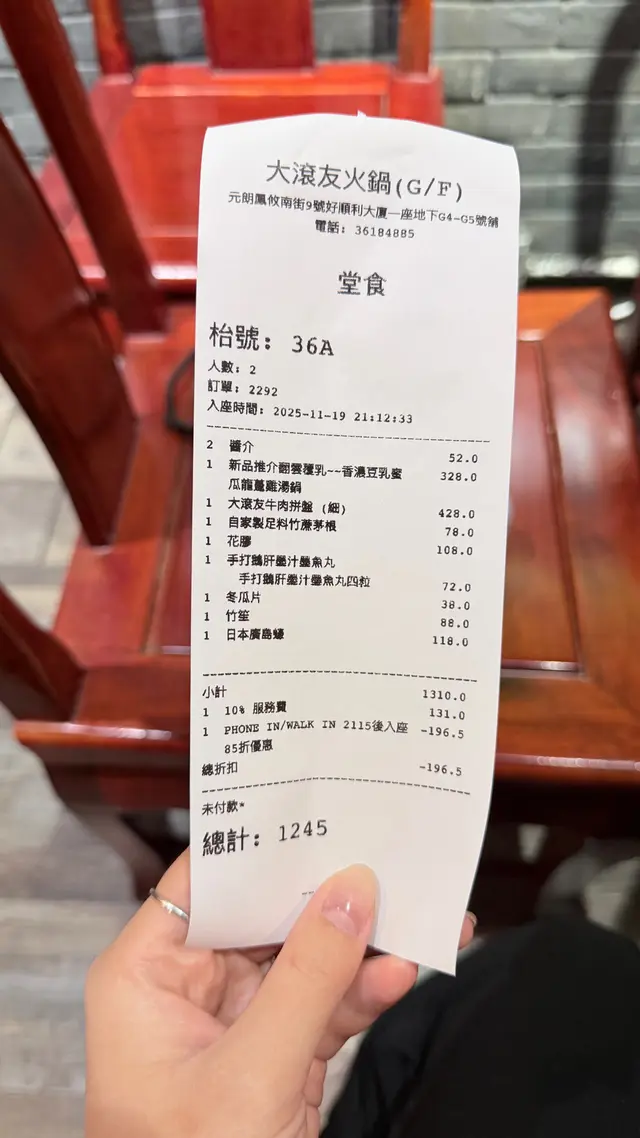 大滾友火鍋(G/F)
元朗鳳攸南街9號好順利大廈一座地下G4-G5號舖
電話: 36184885
堂食
枱號: 36A
人數: 2
訂單: 2292
入座時間: 2025-11-19 21:12:33
2 醬介 52.0
1 新品推介翻雲覆乳~~香濃豆乳蜜 328.0
瓜龍躉雞湯鍋
1 大滾友牛肉拼盤 (細) 428.0
1 自家製足料竹蔗茅根 78.0
1 花膠 108.0
1 手打鵝肝墨汁墨魚丸
手打鵝肝墨汁墨魚丸四粒 72.0
1 冬瓜片 38.0
1 竹笙 88.0
1 日本廣島蠔 118.0
小計 1310.0
1 10% 服務費 131.0
1 PHONE IN/WALK IN 2115後入座 -196.5
85折優惠
總折扣 -196.5
未付款*
總計: 1245